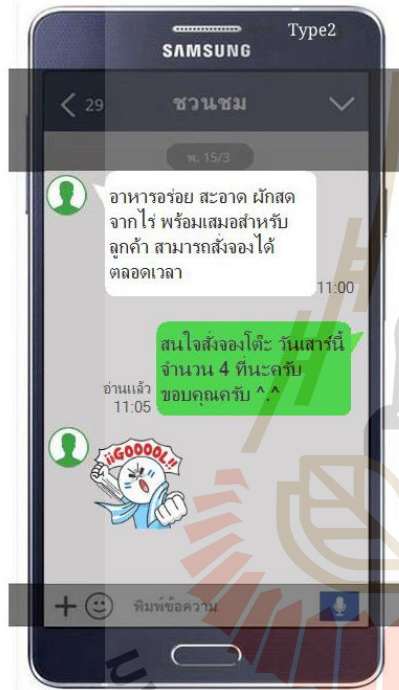 Type2
SAMSUNG
29 ชวนชม
พ. 15/3
อาหารอร่อย สะอาด ผักสด
จากไร่ พร้อมเสมอสำหรับ
ลูกค้า สามารถสั่งจองได้
ตลอดเวลา
11:00
สนใจสั่งจองโต๊ะ วันเสาร์นี้
จำนวน 4 ที่นะครับ
ขอบคุณครับ ^.^
อ่านแล้ว
11:05
¡¡GOOOOL!!
พิมพ์ข้อความ